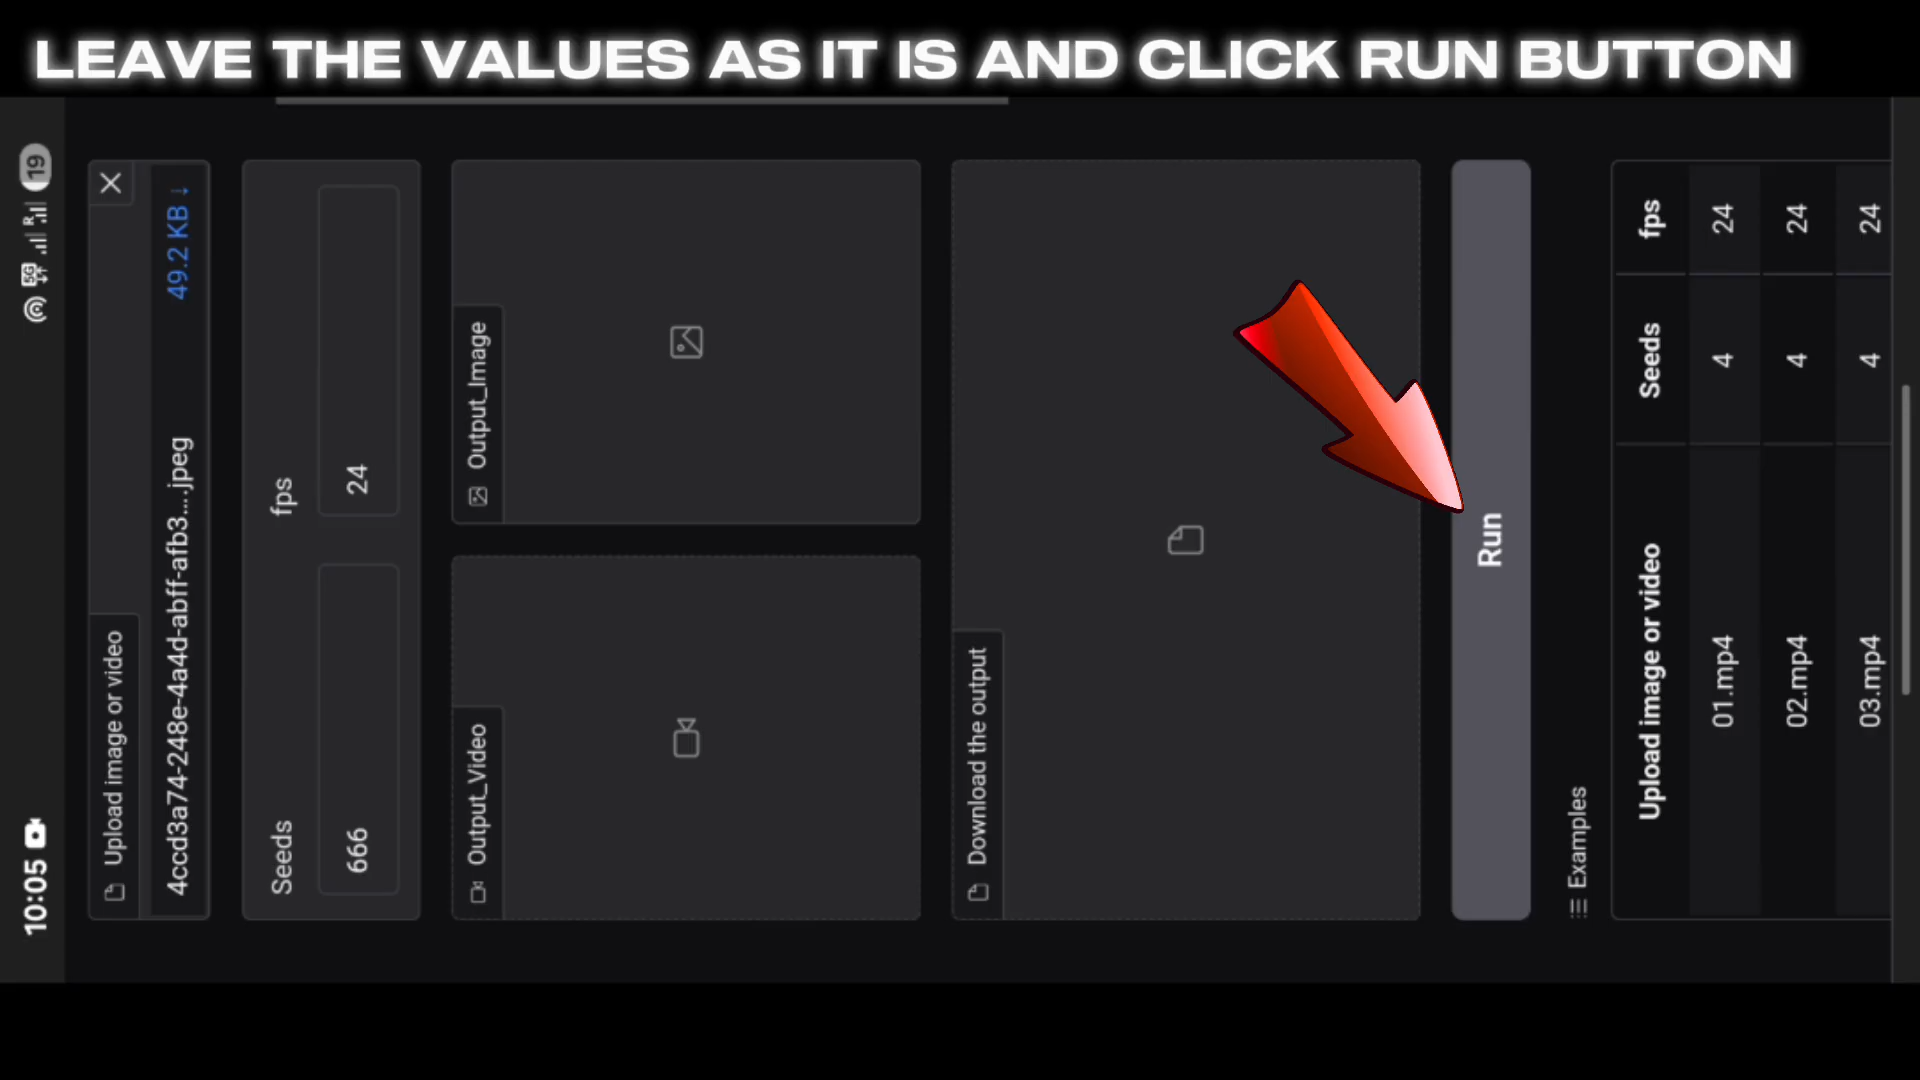 LEAVE THE VALUES AS IT IS AND CLICK RUN BUTTON
10:05
5G
R
19
Upload image or video
4ccd3a74-248e-4a4d-abff-afb3....jpeg
49.2 KB ↓
Seeds
fps
666
24
Output_Video
Output_Image
Download the output
Run
Examples
Upload image or video
Seeds
fps
01.mp4
4
24
02.mp4
4
24
03.mp4
4
24